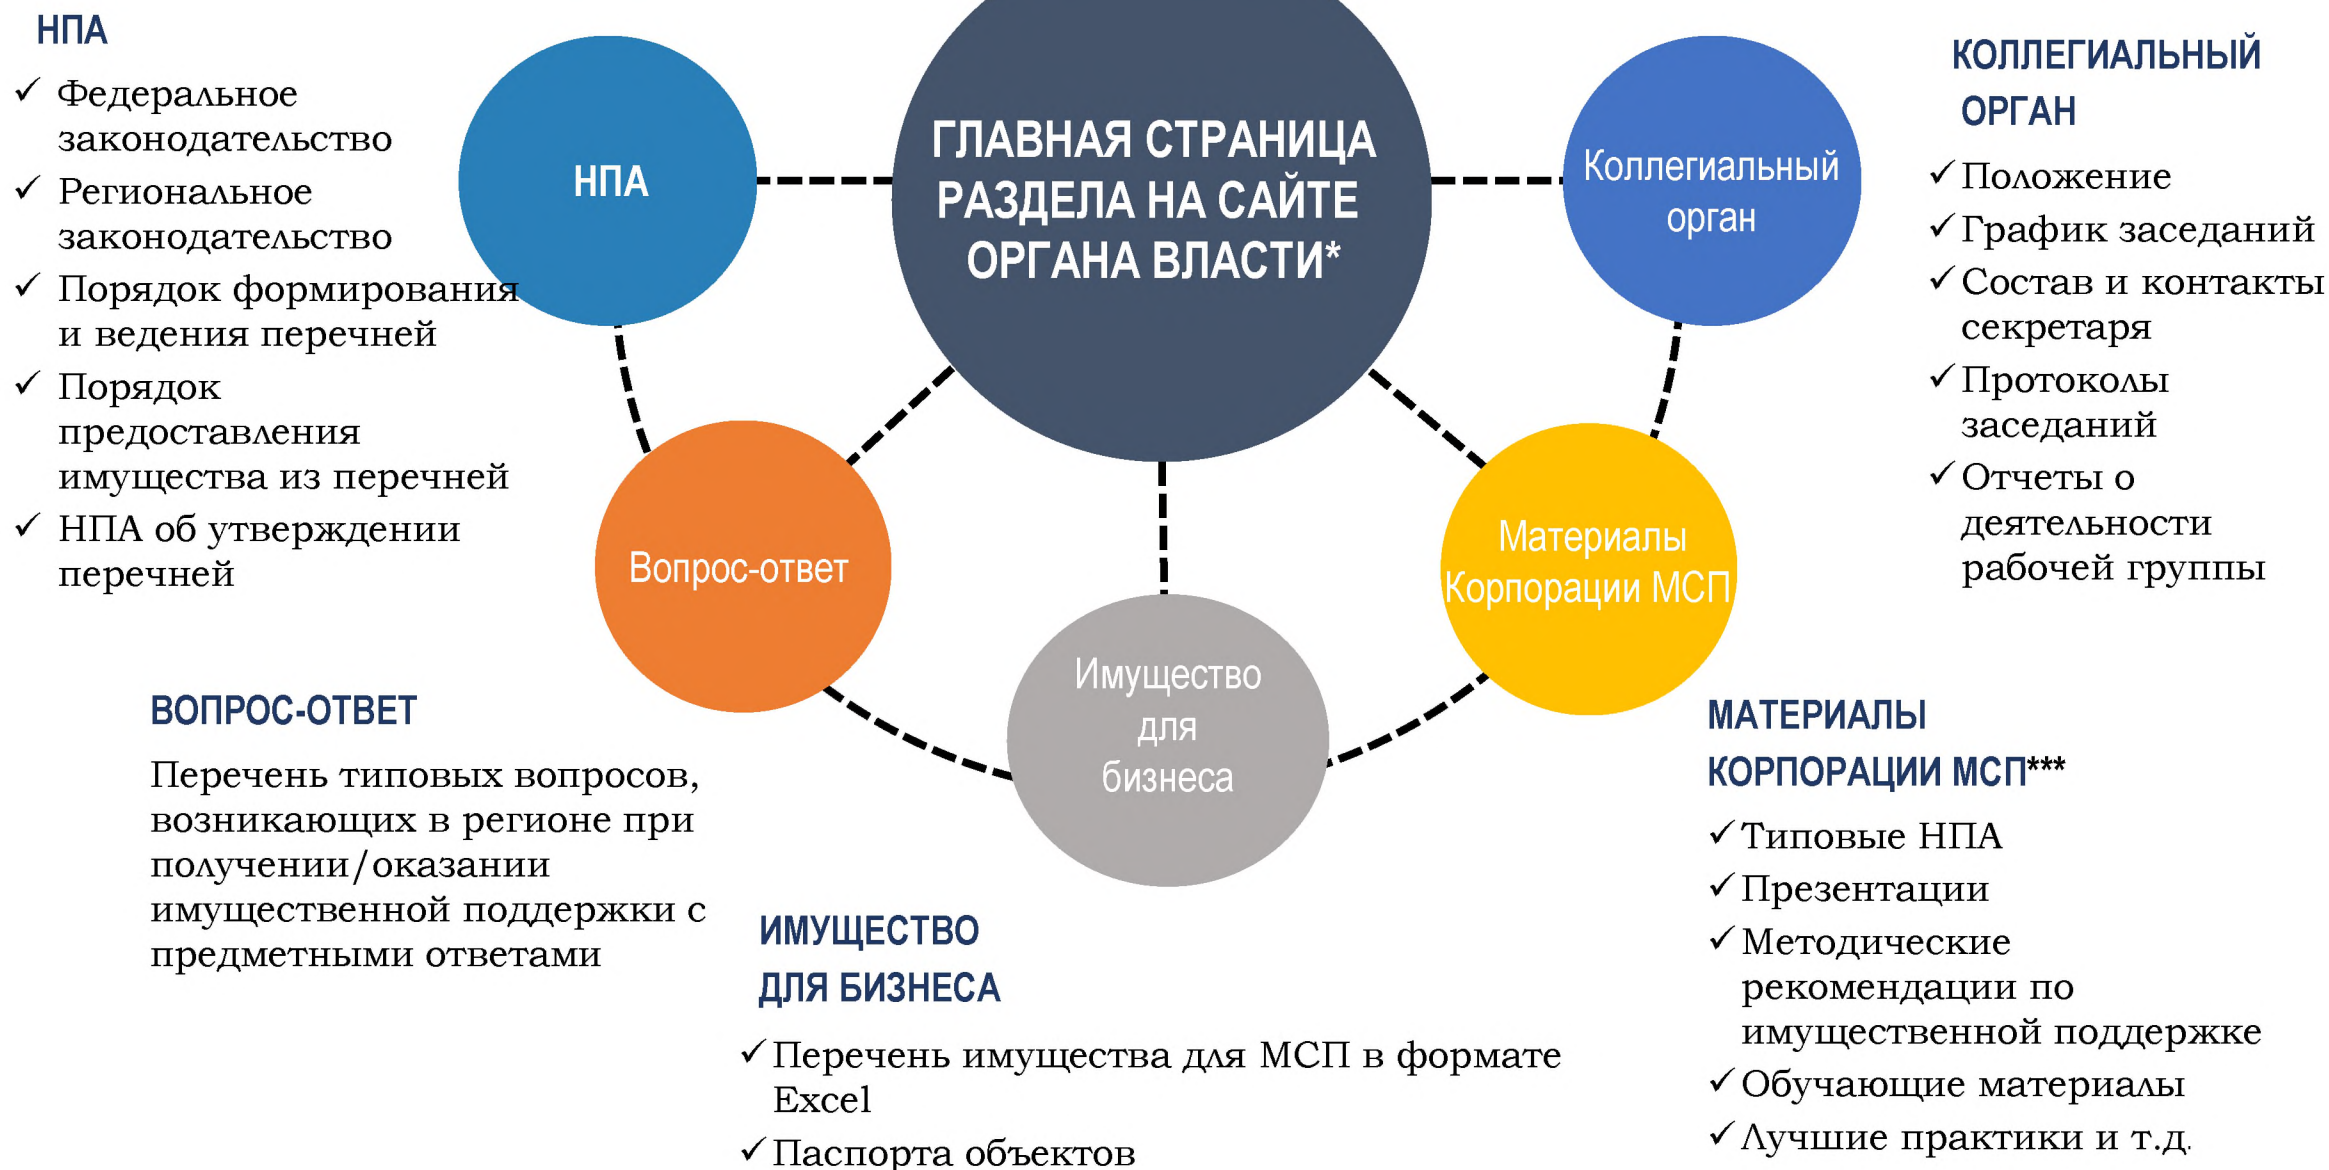 НПА
✓ Федеральное
законодательство
✓ Региональное
законодательство
✓ Порядок формирования
и ведения перечней
✓ Порядок
предоставления
имущества из перечней
✓ НПА об утверждении
перечней
НПА
ГЛАВНАЯ СТРАНИЦА
РАЗДЕЛА НА САЙТЕ
ОРГАНА ВЛАСТИ*
Коллегиальный
орган
КОЛЛЕГИАЛЬНЫЙ
ОРГАН
✓ Положение
✓ График заседаний
✓ Состав и контакты
секретаря
✓ Протоколы
заседаний
✓ Отчеты о
деятельности
рабочей группы
Вопрос-ответ
Имущество
для
бизнеса
Материалы
Корпорации МСП
ВОПРОС-ОТВЕТ
Перечень типовых вопросов,
возникающих в регионе при
получении/оказании
имущественной поддержки с
предметными ответами
ИМУЩЕСТВО
ДЛЯ БИЗНЕСА
✓ Перечень имущества для МСП в формате
Excel
✓ Паспорта объектов
МАТЕРИАЛЫ
КОРПОРАЦИИ МСП***
✓ Типовые НПА
✓ Презентации
✓ Методические
рекомендации по
имущественной поддержке
✓ Обучающие материалы
✓ Лучшие практики и т.д.